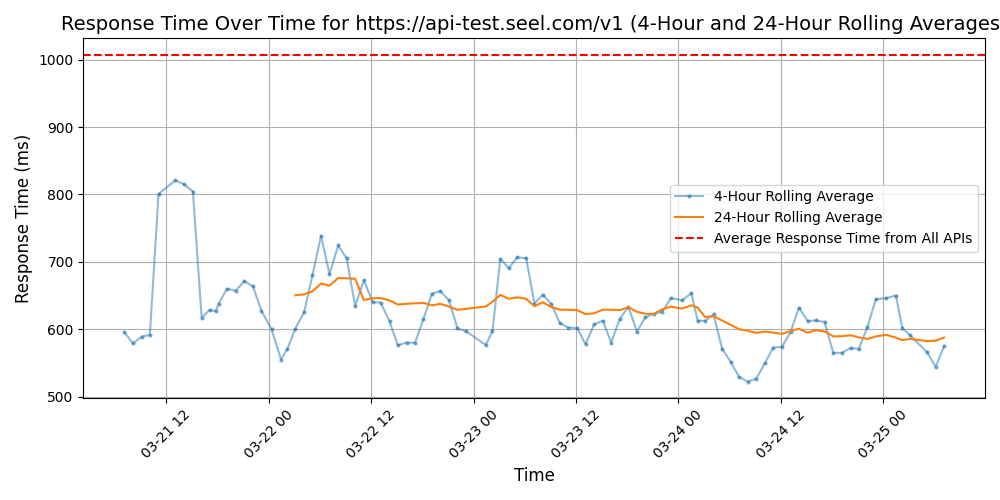 Response Time Over Time for https://api-test.seel.com/v1 (4-Hour and 24-Hour Rolling Averages
1000
900
800
700
600
500
Response Time (ms)
4-Hour Rolling Average
24-Hour Rolling Average
Average Response Time from All APIs
03-21 12
03-22 00
03-22 12
03-23 00
03-23 12
03-24 00
03-24 12
03-25 00
Time